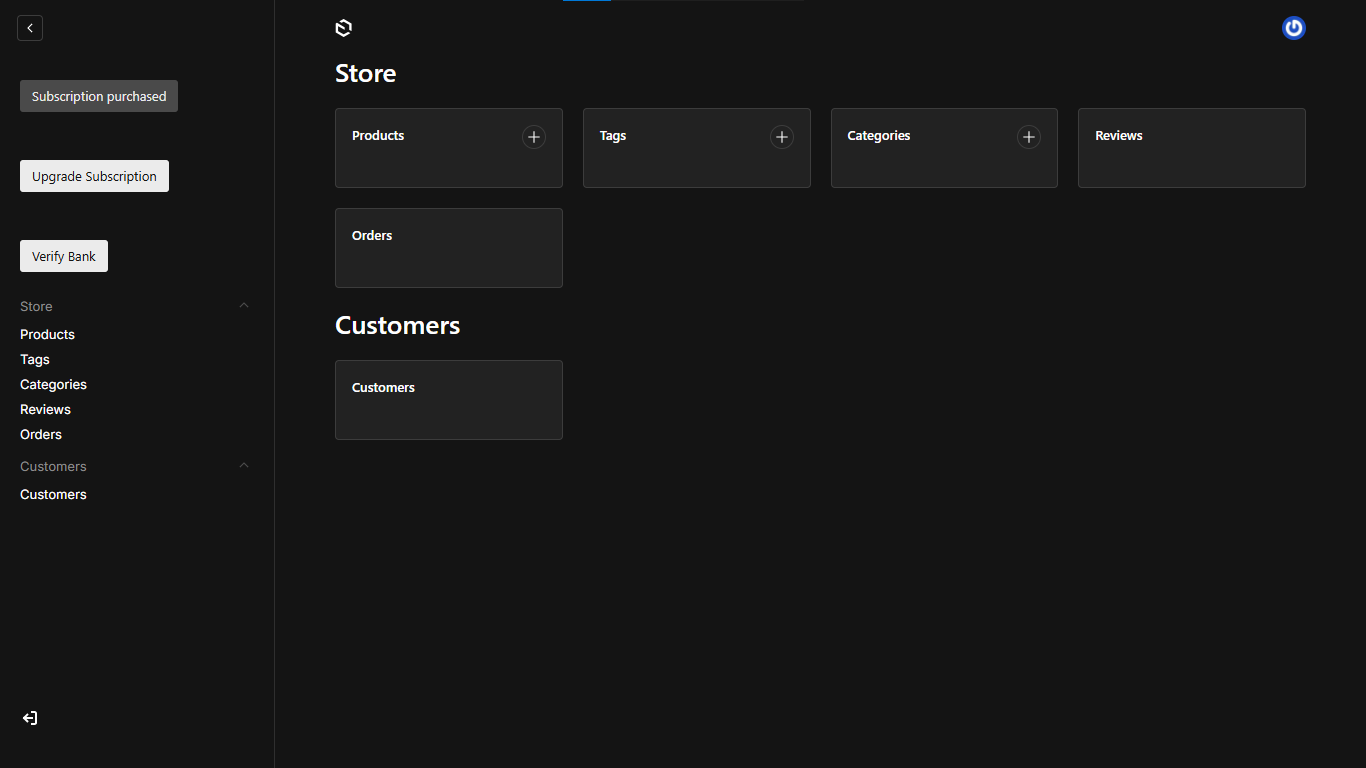 Subscription purchased
Upgrade Subscription
Verify Bank
Store
Products
Tags
Categories
Reviews
Orders
Customers
Customers
Store
Products
Tags
Categories
Reviews
Orders
Customers
Customers